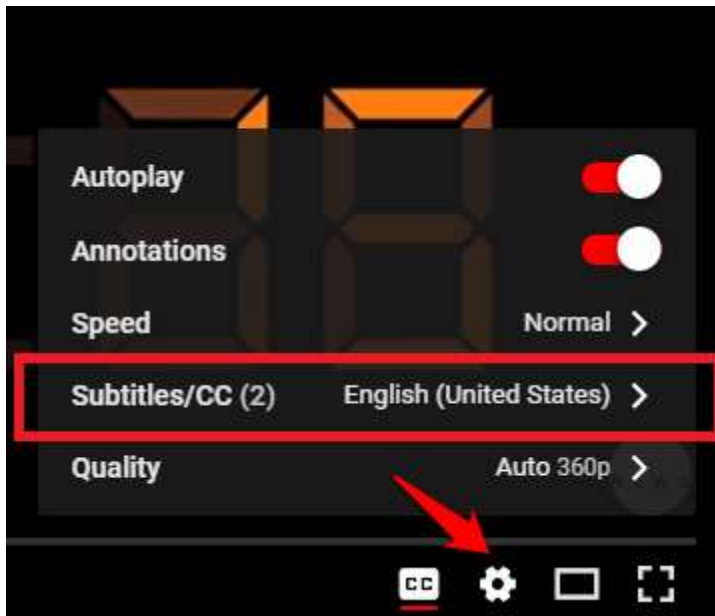 Autoplay
Annotations
Speed Normal
Subtitles/CC (2) English (United States)
Quality Auto 360p
CC